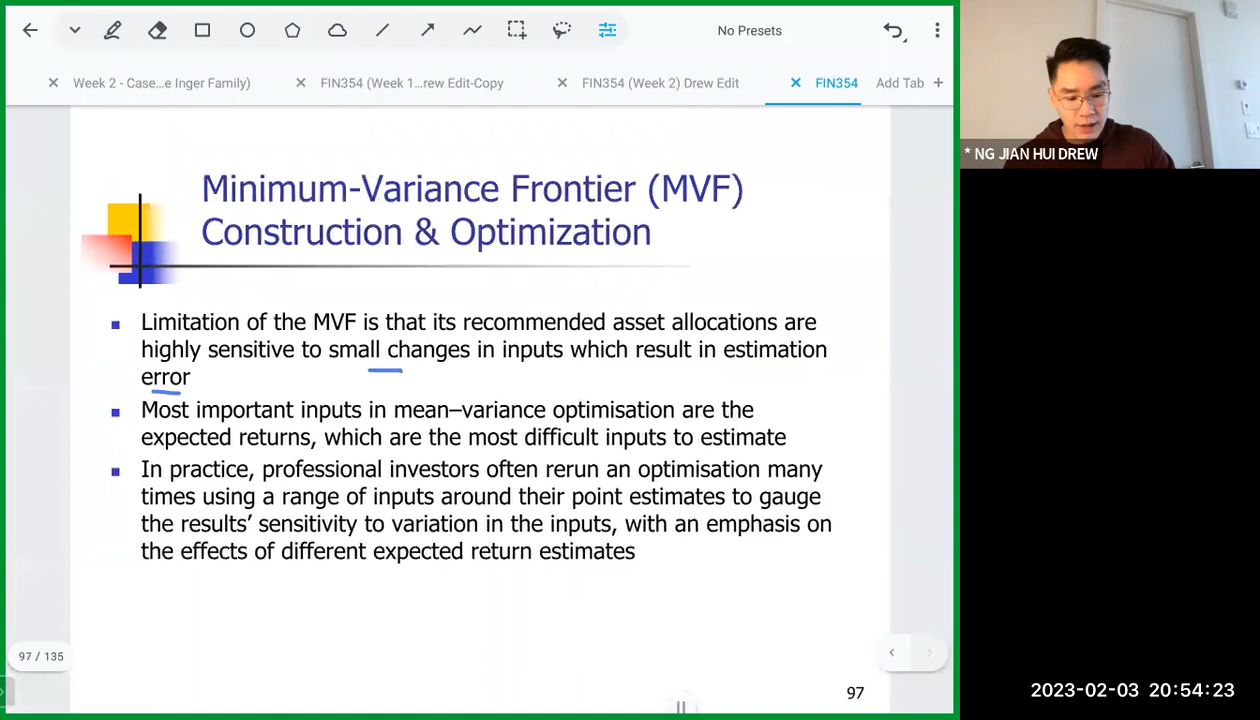 No Presets
Week 2 - Case...e Inger Family)
FIN354 (Week 1...rew Edit-Copy
FIN354 (Week 2) Drew Edit
FIN354
Add Tab +
* NG JIAN HUI DREW
Minimum-Variance Frontier (MVF)
Construction & Optimization
Limitation of the MVF is that its recommended asset allocations are
highly sensitive to small changes in inputs which result in estimation
error
Most important inputs in mean–variance optimisation are the
expected returns, which are the most difficult inputs to estimate
In practice, professional investors often rerun an optimisation many
times using a range of inputs around their point estimates to gauge
the results' sensitivity to variation in the inputs, with an emphasis on
the effects of different expected return estimates
97 / 135
97
2023-02-03 20:54:23